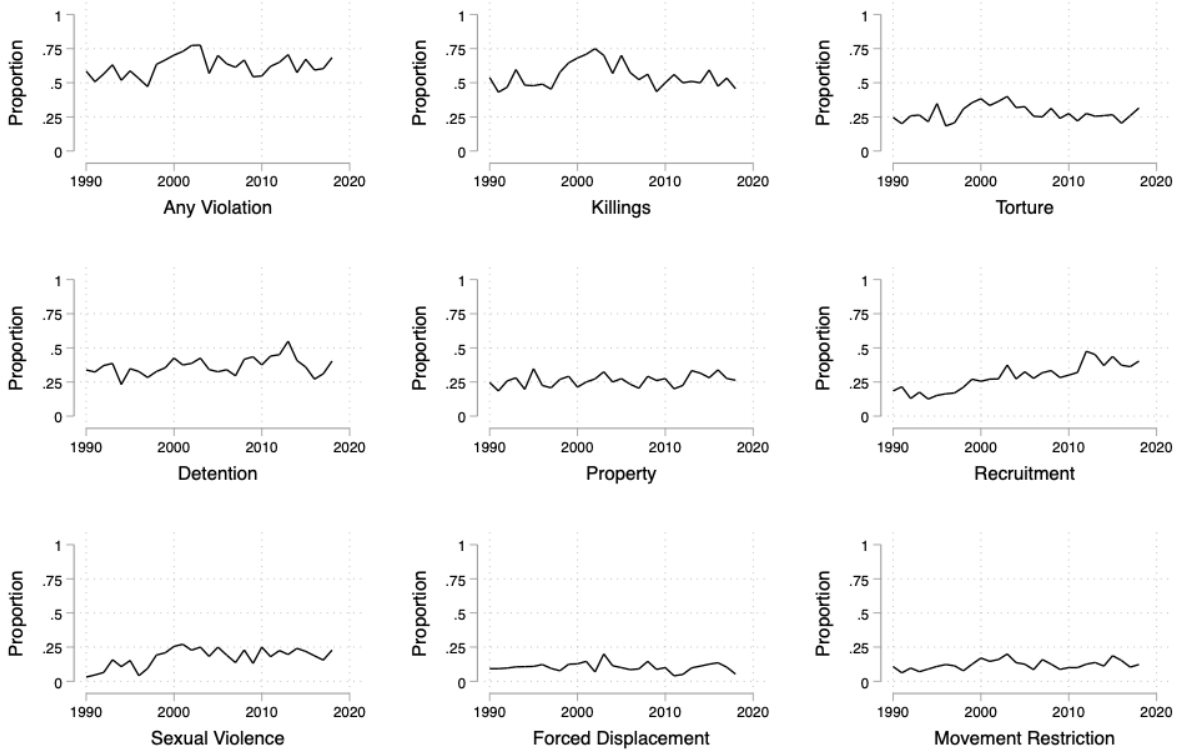 Proportion
1
.75
.5
.25
0
1990 2000 2010 2020
Any Violation
Proportion
1
.75
.5
.25
0
1990 2000 2010 2020
Killings
Proportion
1
.75
.5
.25
0
1990 2000 2010 2020
Torture
Proportion
1
.75
.5
.25
0
1990 2000 2010 2020
Detention
Proportion
1
.75
.5
.25
0
1990 2000 2010 2020
Property
Proportion
1
.75
.5
.25
0
1990 2000 2010 2020
Recruitment
Proportion
1
.75
.5
.25
0
1990 2000 2010 2020
Sexual Violence
Proportion
1
.75
.5
.25
0
1990 2000 2010 2020
Forced Displacement
Proportion
1
.75
.5
.25
0
1990 2000 2010 2020
Movement Restriction